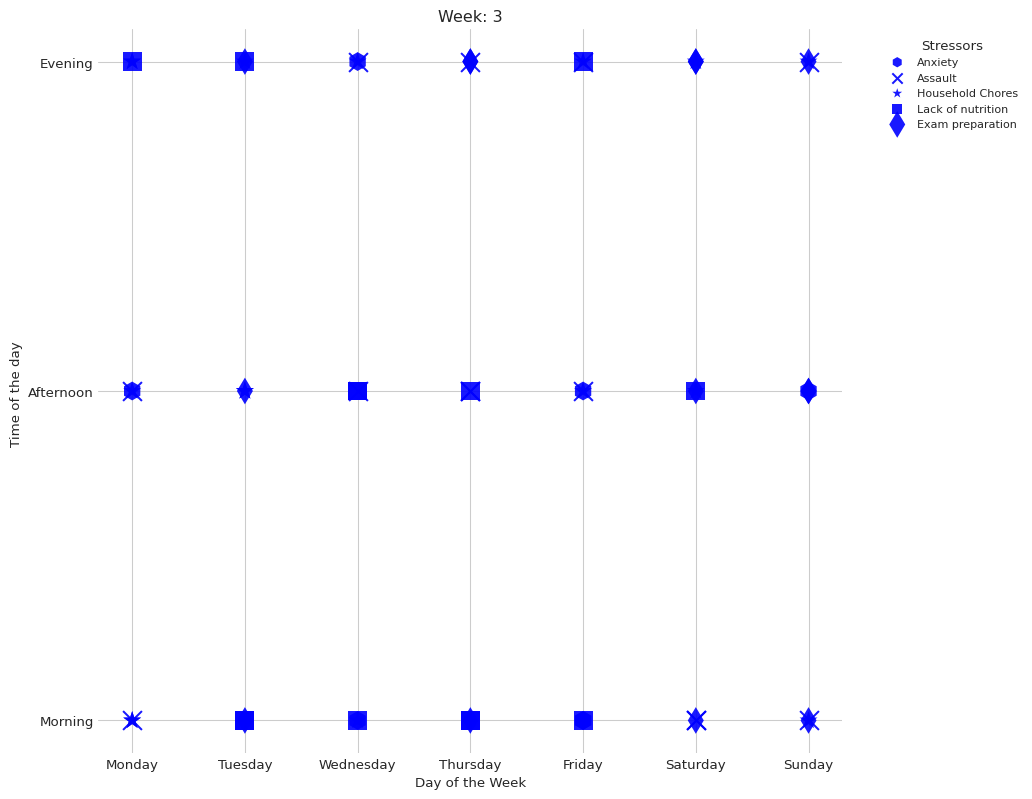 Week: 3
Stressors
Anxiety
Assault
Household Chores
Lack of nutrition
Exam preparation
Evening
Afternoon
Morning
Time of the day
Monday Tuesday Wednesday Thursday Friday Saturday Sunday
Day of the Week